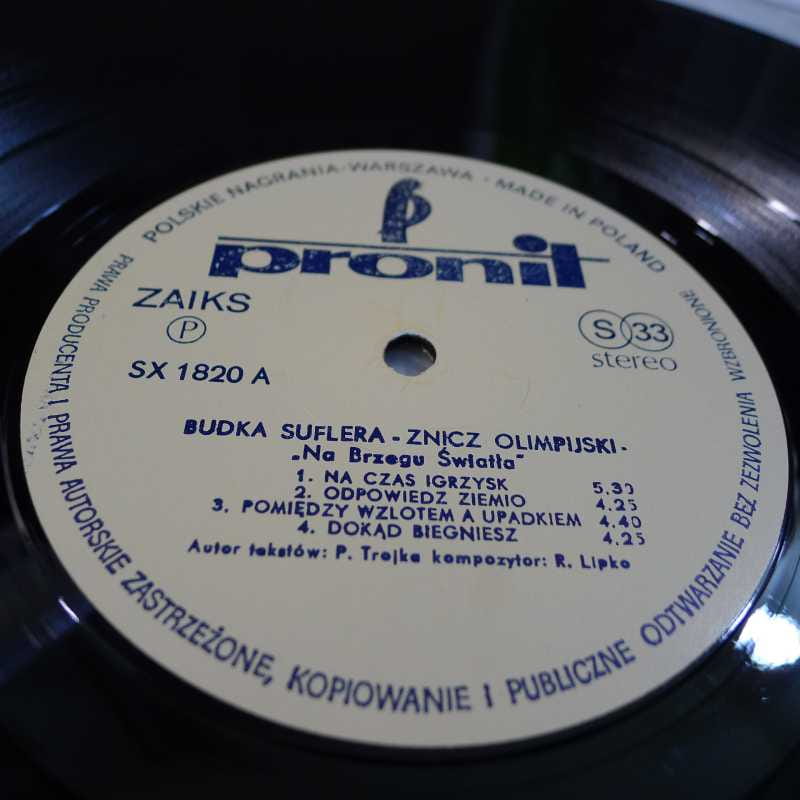 POLSKIE NAGRANIA-WARSZAWA · MADE IN POLAND
pronit
ZAIKS
P
S 33
stereo
SX 1820 A
BUDKA SUFLERA - ZNICZ OLIMPIJSKI -
„Na Brzegu Światła"
1. NA CZAS IGRZYSK 5.30
2. ODPOWIEDZ ZIEMIO 4.25
3. POMIĘDZY WZLOTEM A UPADKIEM 4.40
4. DOKĄD BIEGNIESZ 4.25
Autor tekstów: P. Trojka kompozytor: R. Lipko
PRAWA PRODUCENTA I PRAWA AUTORSKIE ZASTRZEŻONE, KOPIOWANIE I PUBLICZNE ODTWARZANIE BEZ ZEZWOLENIA WZBRONIONE